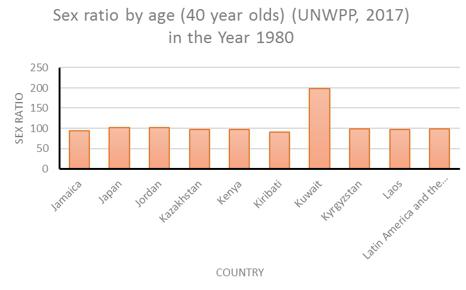 Sex ratio by age (40 year olds) (UNWPP, 2017)
in the Year 1980
250
200
150
100
50
0
SEX RATIO
Jamaica
Japan
Jordan
Kazakhstan
Kenya
Kiribati
Kuwait
Kyrgyzstan
Laos
Latin America and the...
COUNTRY